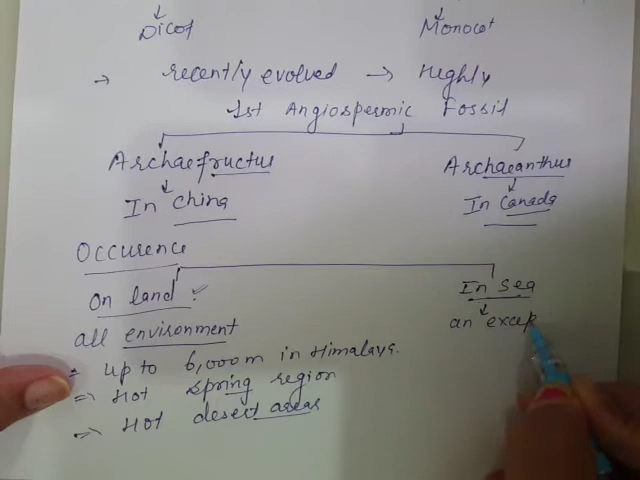 Dicot Monocot
→ recently evolved → Highly
1st Angiospermic Fossil
Archaefructus Archaeanthus
In China In Canada
Occurence
On land In Sea
all environment an excep
up to 6,000m in Himalaya.
⇒ Hot spring region
⇒ Hot desert areas